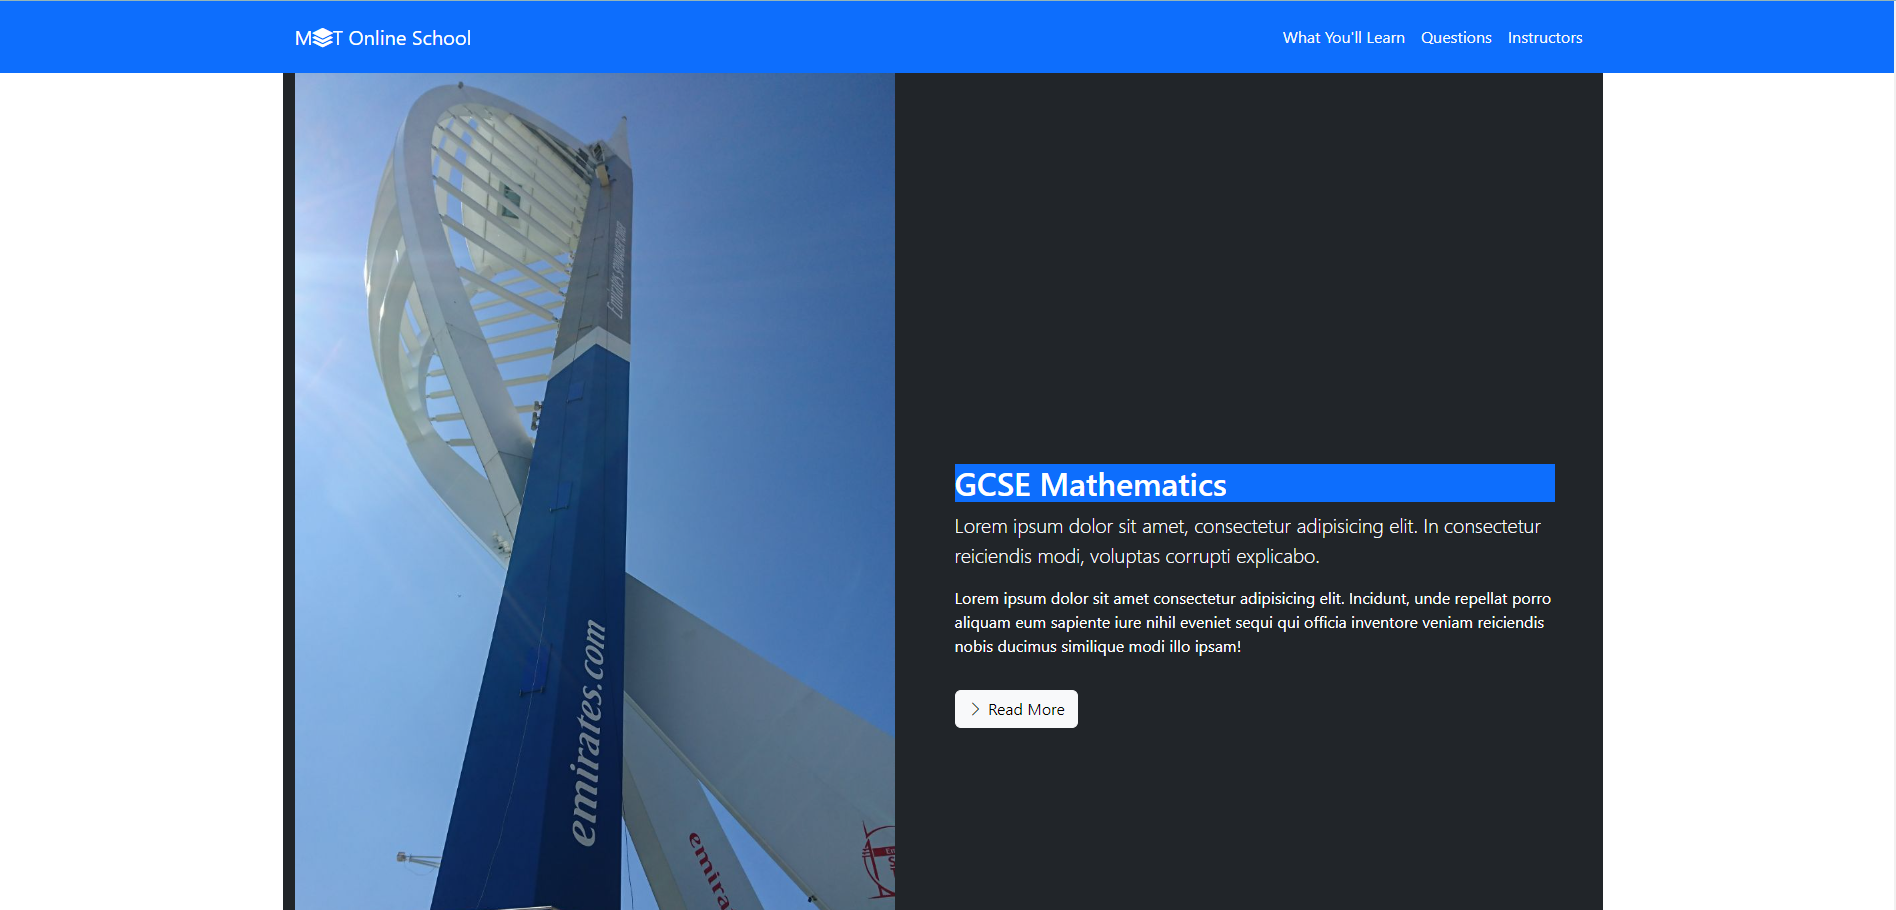 M T Online School
What You'll Learn Questions Instructors
Emirates Spinnaker Tower
emirates.com
GCSE Mathematics
Lorem ipsum dolor sit amet, consectetur adipisicing elit. In consectetur
reiciendis modi, voluptas corrupti explicabo.
Lorem ipsum dolor sit amet consectetur adipisicing elit. Incidunt, unde repellat porro
aliquam eum sapiente iure nihil eveniet sequi qui officia inventore veniam reiciendis
nobis ducimus similique modi illo ipsam!
Read More
emira